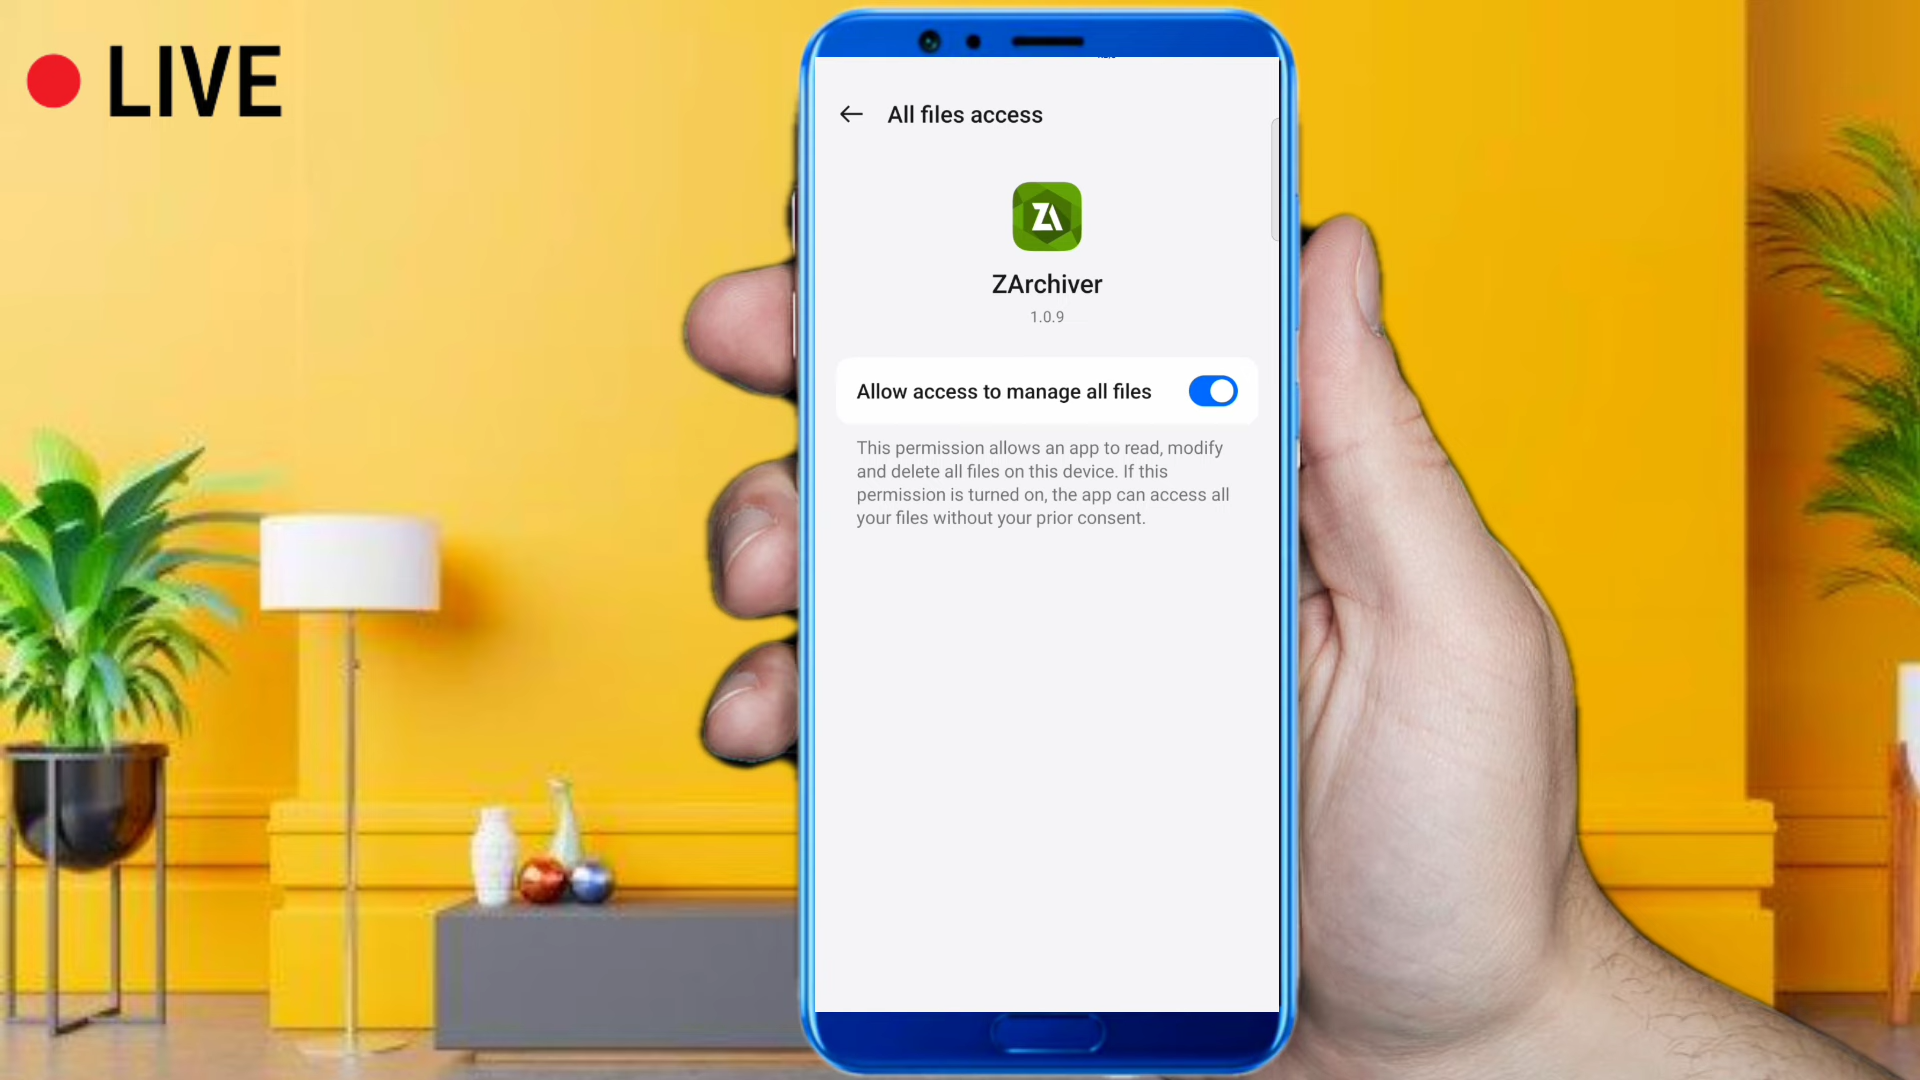 LIVE
All files access
ZA
ZArchiver
1.0.9
Allow access to manage all files
This permission allows an app to read, modify
and delete all files on this device. If this
permission is turned on, the app can access all
your files without your prior consent.